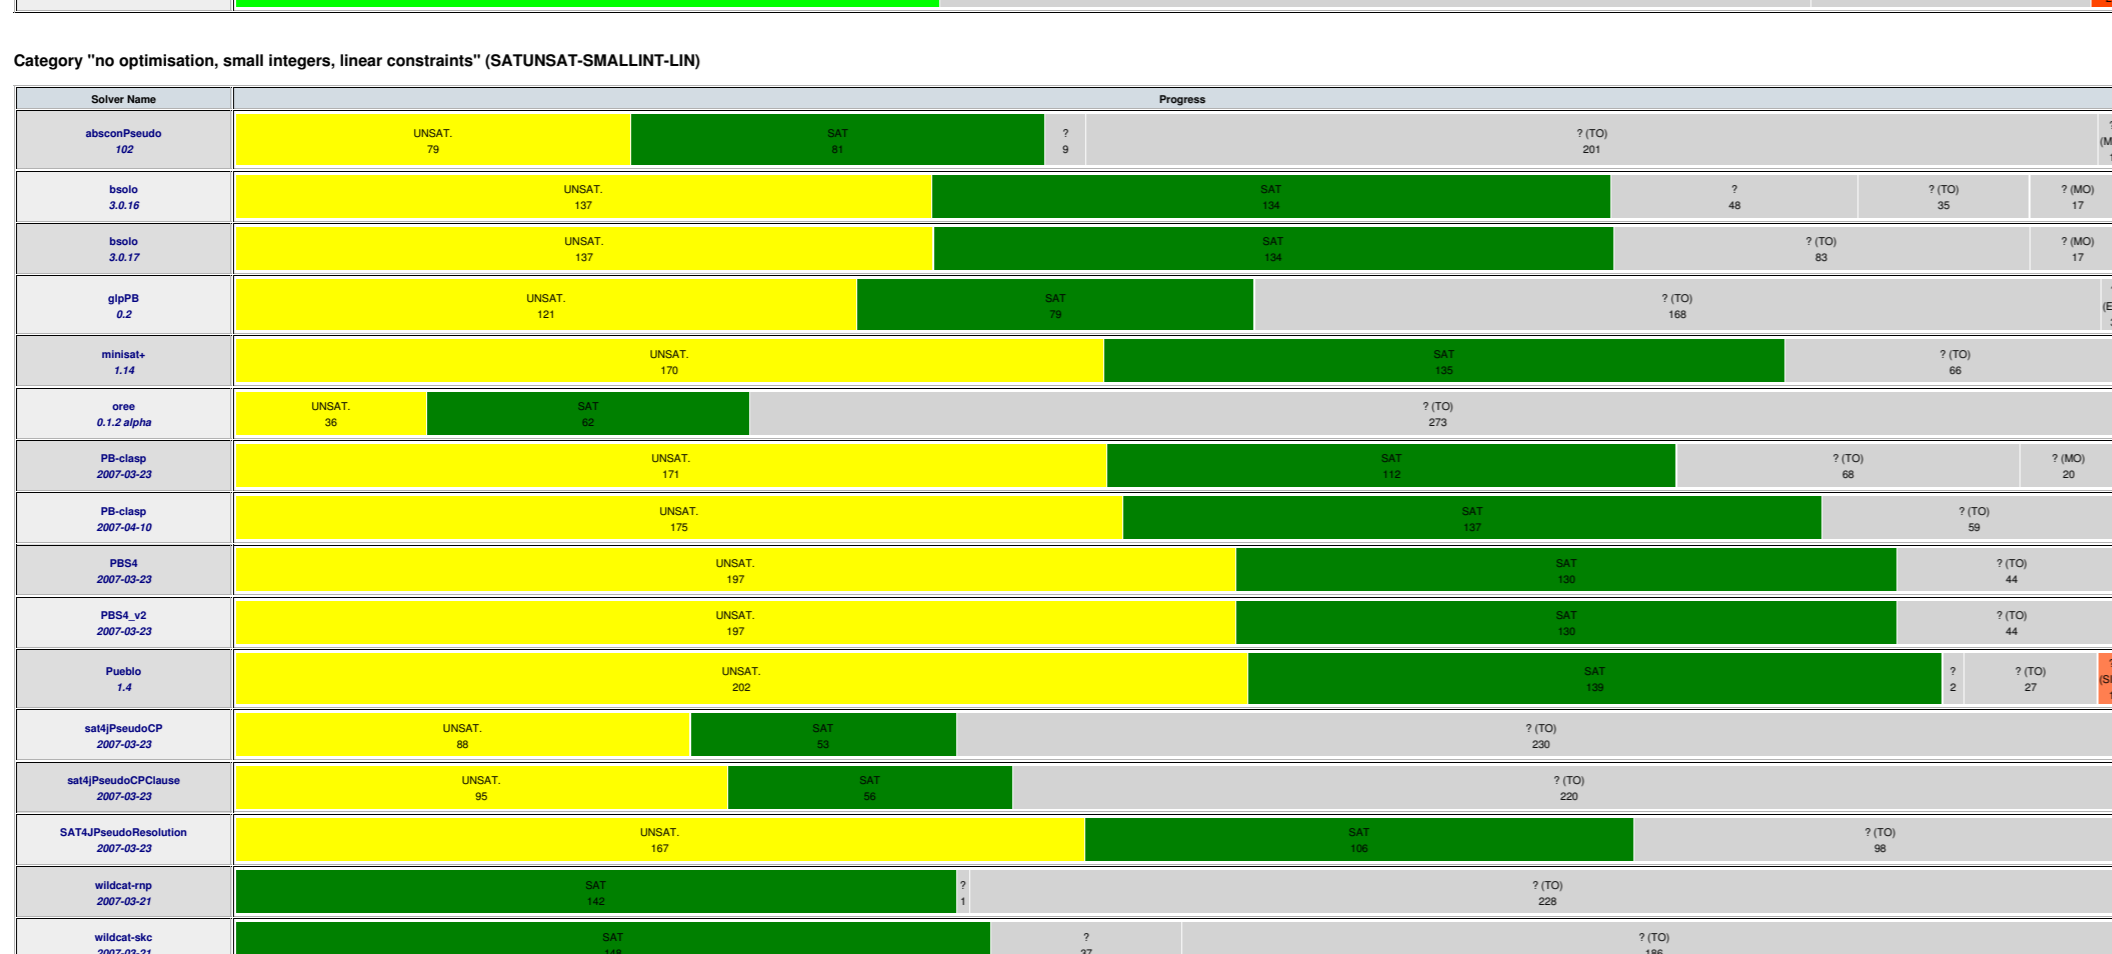 Category "no optimisation, small integers, linear constraints" (SATUNSAT-SMALLINT-LIN)
Solver Name Progress
absconPseudo UNSAT. SAT ? ? (TO)
102 79 81 9 201
bsolo UNSAT. SAT ? ? (TO) ? (MO)
3.0.16 137 134 48 35 17
bsolo UNSAT. SAT ? (TO) ? (MO)
3.0.17 137 134 83 17
glpPB UNSAT. SAT ? (TO)
0.2 121 79 168
minisat+ UNSAT. SAT ? (TO)
1.14 170 135 66
oree UNSAT. SAT ? (TO)
0.1.2 alpha 36 62 273
PB-clasp UNSAT. SAT ? (TO) ? (MO)
2007-03-23 171 112 68 20
PB-clasp UNSAT. SAT ? (TO)
2007-04-10 175 137 59
PBS4 UNSAT. SAT ? (TO)
2007-03-23 197 130 44
PBS4_v2 UNSAT. SAT ? (TO)
2007-03-23 197 130 44
Pueblo UNSAT. SAT ? ? (TO)
1.4 202 139 2 27
sat4jPseudoCP UNSAT. SAT ? (TO)
2007-03-23 88 53 230
sat4jPseudoCPClause UNSAT. SAT ? (TO)
2007-03-23 95 56 220
SAT4JPseudoResolution UNSAT. SAT ? (TO)
2007-03-23 167 106 98
wildcat-rnp SAT ? ? (TO)
2007-03-21 142 1 228
wildcat-skc SAT ? ? (TO)
2007-03-21 148 37 186